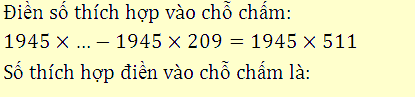 Điền số thích hợp vào chỗ chấm:
1945 × ... − 1945 × 209 = 1945 × 511
Số thích hợp điền vào chỗ chấm là: